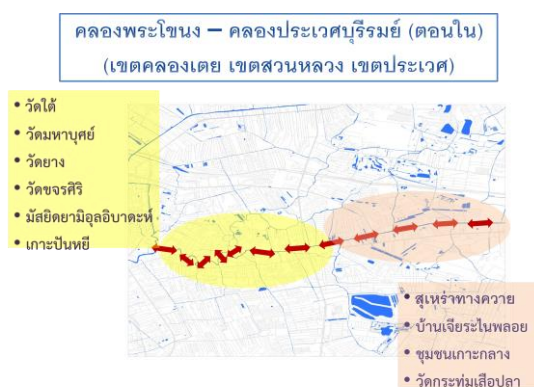 คลองพระโขนง – คลองประเวศบุรีรมย์ (ตอนใน)
(เขตคลองเตย เขตสวนหลวง เขตประเวศ)
• วัดใต้
• วัดมหาบุศย์
• วัดยาง
• วัดขจรศิริ
• มัสยิดยามิอุลอิบาดะห์
• เกาะปันหยี
• สุเหร่าทางควาย
• บ้านเจียระไนพลอย
• ชุมชนเกาะกลาง
• วัดกระทุ่มเสือปลา